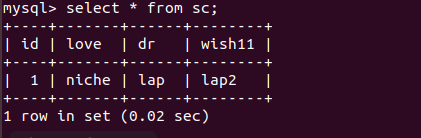 mysql> select * from sc;
+----+-------+------+--------+
| id | love  | dr   | wish11 |
+----+-------+------+--------+
|  1 | niche | lap  | lap2   |
+----+-------+------+--------+
1 row in set (0.02 sec)